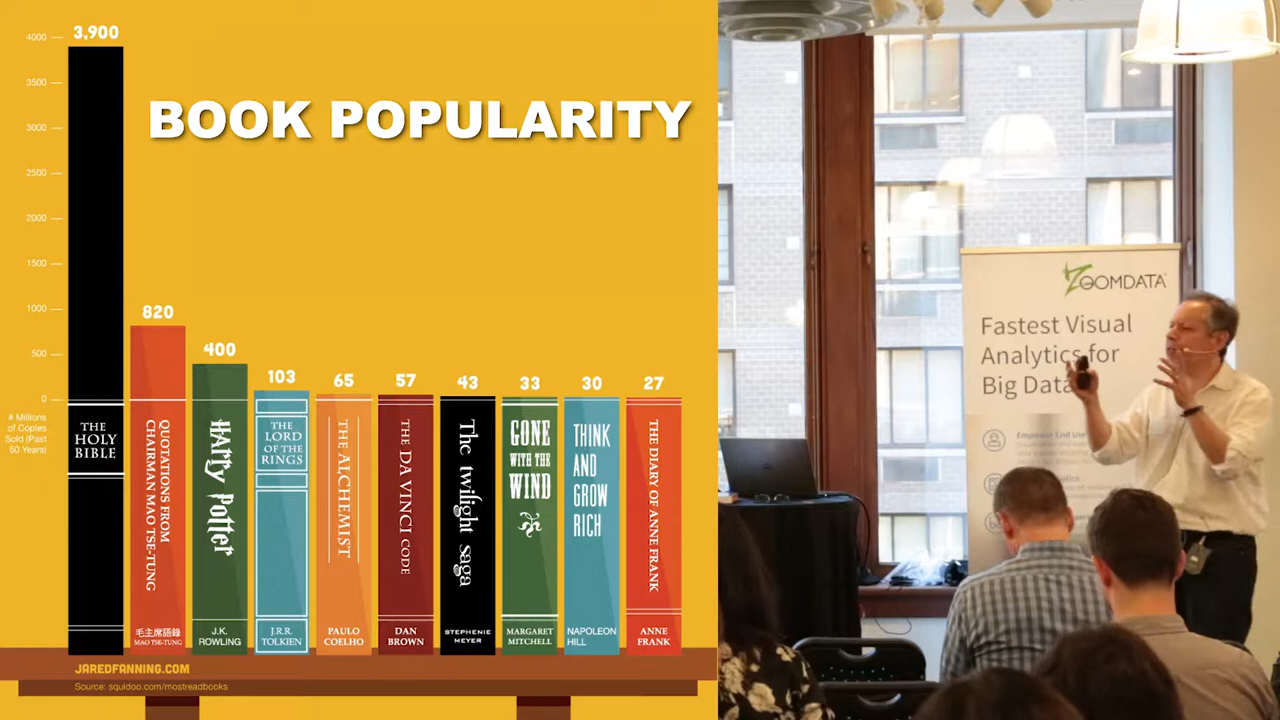 BOOK POPULARITY
4000
3500
3000
2500
2000
1500
1000
500
0
# Millions
of Copies
Sold (Past
50 Years)
3,900
820
400
103
65
57
43
33
30
27
THE
HOLY
BIBLE
QUOTATIONS FROM
CHAIRMAN MAO TSE-TUNG
毛主席語錄
MAO TSE-TUNG
HARRY POTTER
J.K.
ROWLING
THE
LORD
OF THE
RINGS
J.R.R.
TOLKIEN
THE ALCHEMIST
PAULO
COELHO
THE DA VINCI CODE
DAN
BROWN
The twilight saga
STEPHENIE
MEYER
GONE
WITH THE
WIND
MARGARET
MITCHELL
THINK
AND
GROW
RICH
NAPOLEON
HILL
THE DIARY OF ANNE FRANK
ANNE
FRANK
JAREDFANNING.COM
Source: squidoo.com/mostreadbooks
ZOOMDATA
Fastest Visual
Analytics for
Big Data
Empower End